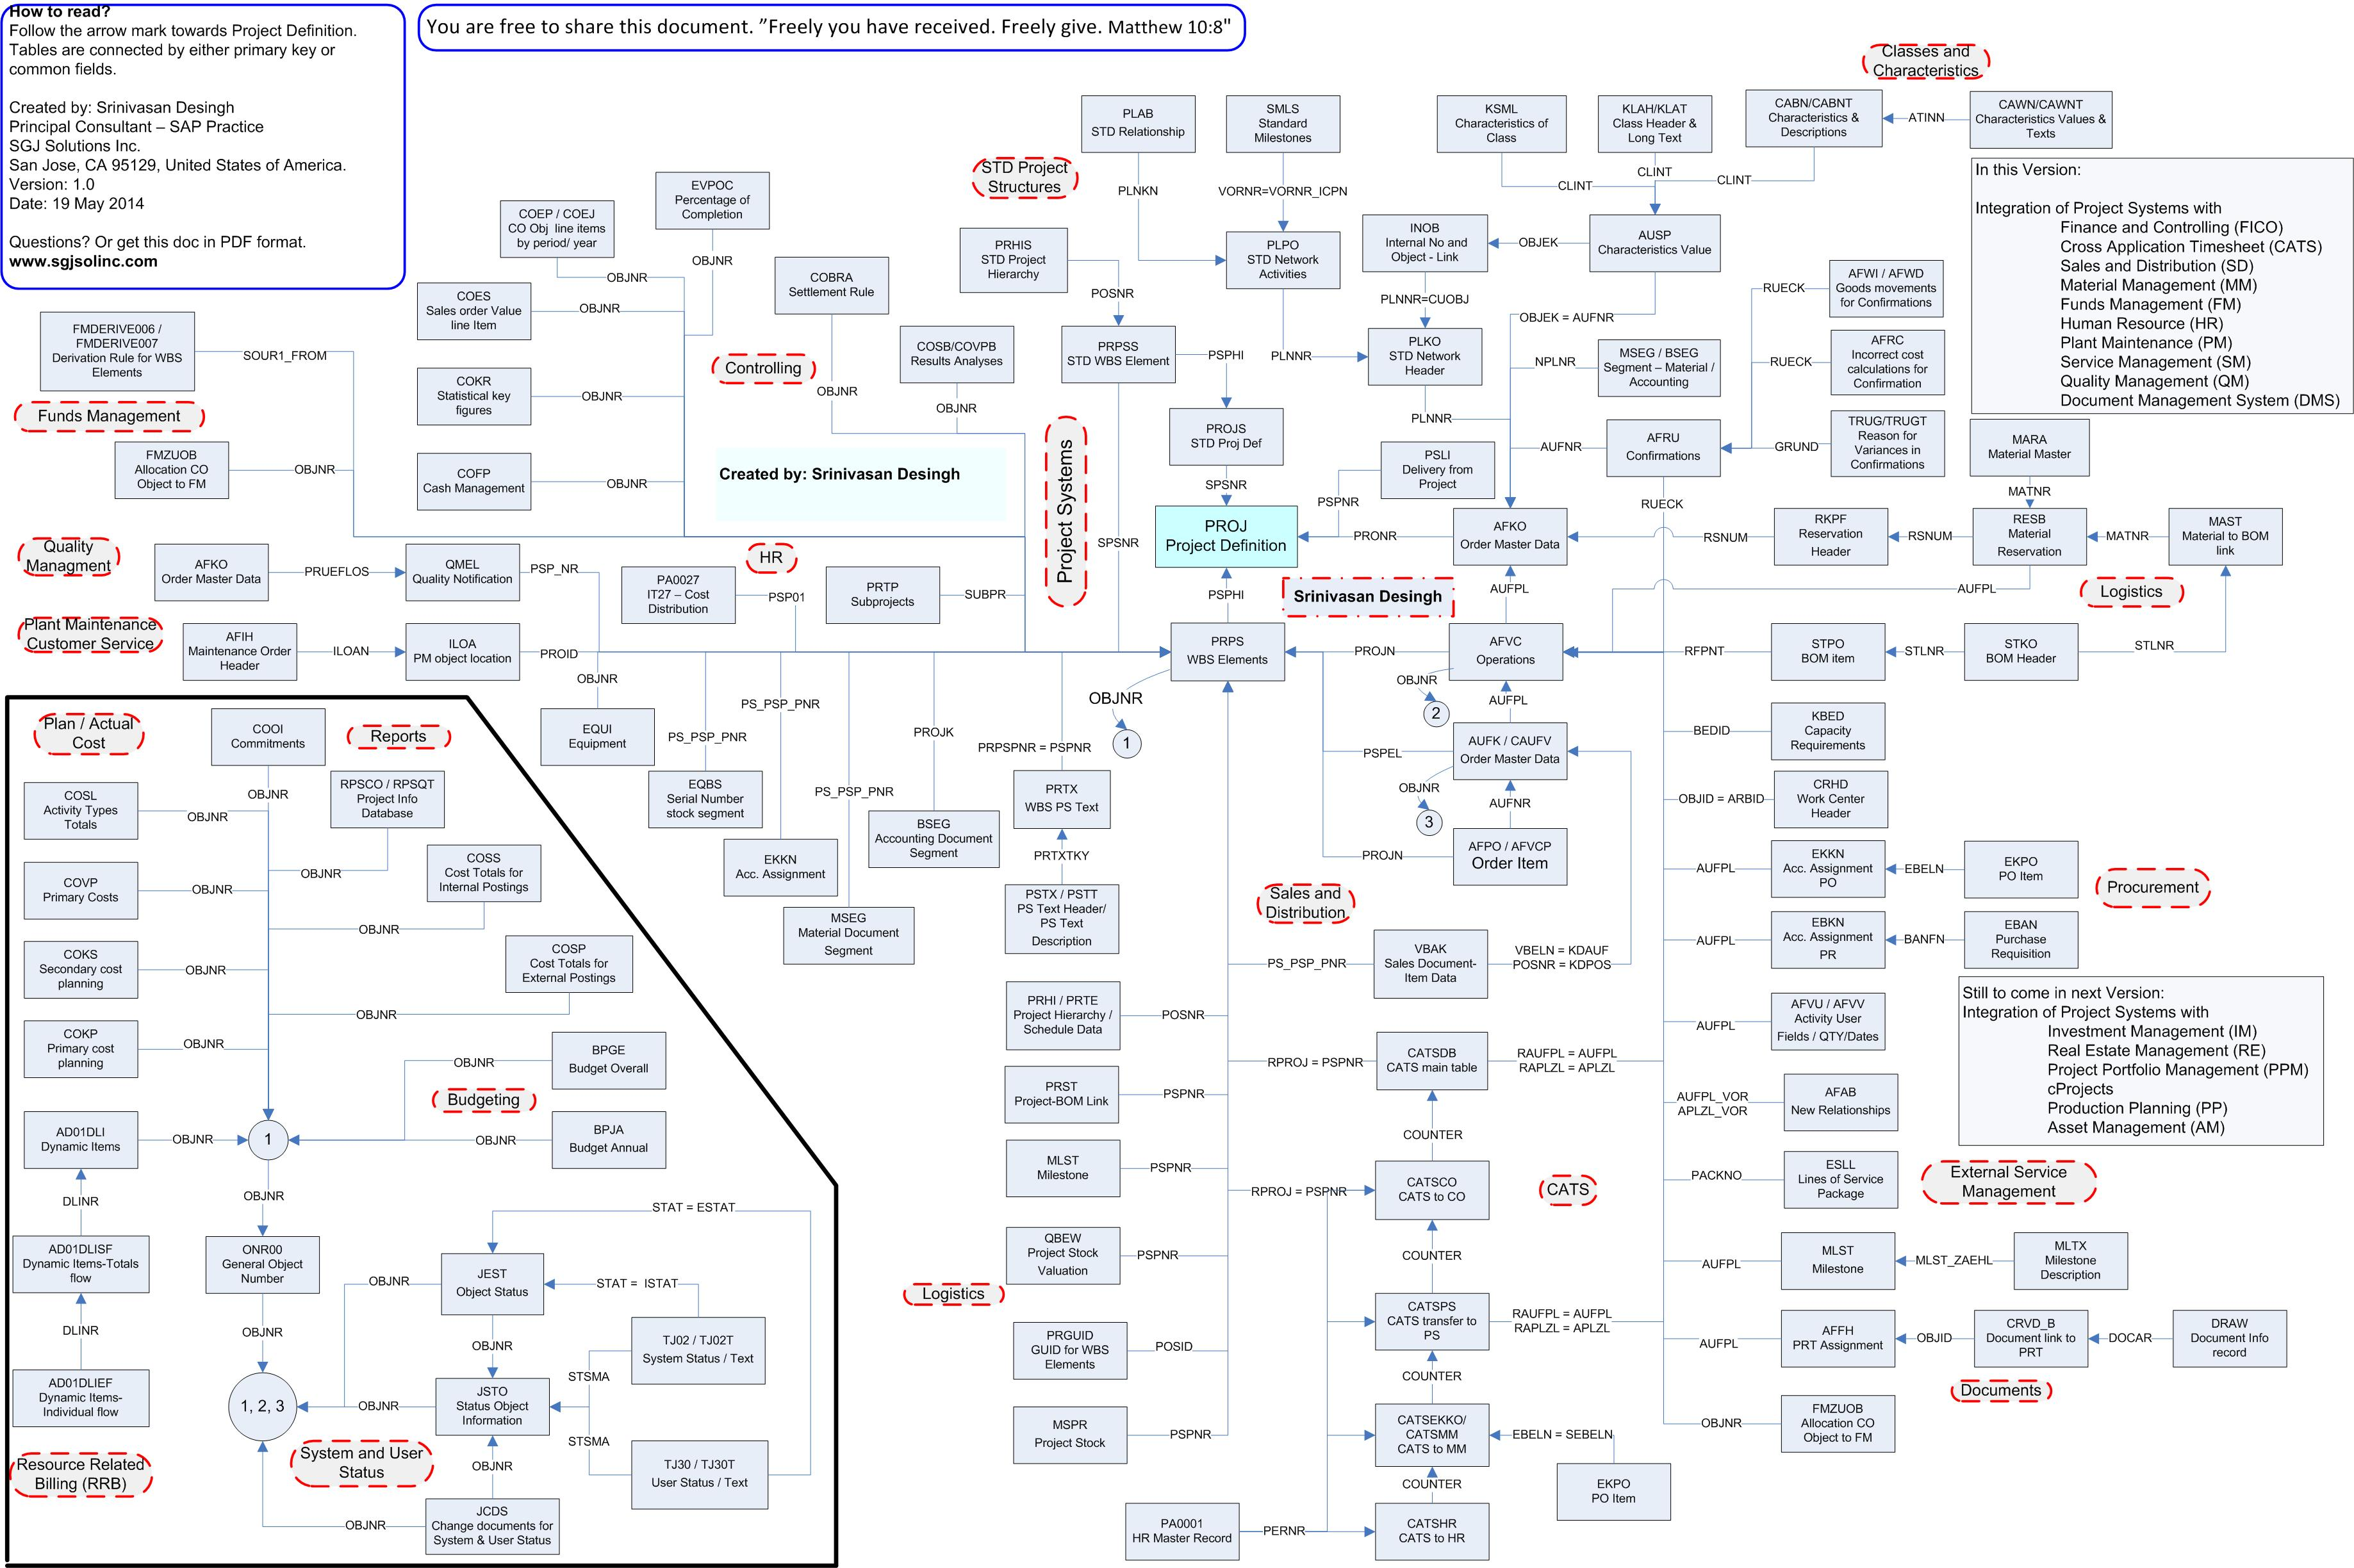 How to read?
Follow the arrow mark towards Project Definition.
Tables are connected by either primary key or
common fields.
Created by: Srinivasan Desingh
Principal Consultant – SAP Practice
SGJ Solutions Inc.
San Jose, CA 95129, United States of America.
Version: 1.0
Date: 19 May 2014
Questions? Or get this doc in PDF format.
www.sgjsolinc.com
You are free to share this document. ”Freely you have received. Freely give. Matthew 10:8"
Classes and
Characteristics
PLAB
STD Relationship
SMLS
Standard
Milestones
KSML
Characteristics of
Class
KLAH/KLAT
Class Header &
Long Text
CABN/CABNT
Characteristics &
Descriptions
ATINN
CAWN/CAWNT
Characteristics Values &
Texts
STD Project
Structures
PLNKN
VORNR=VORNR_ICPN
CLINT
CLINT
CLINT
In this Version:
Integration of Project Systems with
Finance and Controlling (FICO)
Cross Application Timesheet (CATS)
Sales and Distribution (SD)
Material Management (MM)
Funds Management (FM)
Human Resource (HR)
Plant Maintenance (PM)
Service Management (SM)
Quality Management (QM)
Document Management System (DMS)
EVPOC
Percentage of
Completion
COEP / COEJ
CO Obj line items
by period/ year
OBJNR
OBJNR
COES
Sales order Value
line Item
OBJNR
COBRA
Settlement Rule
PRHIS
STD Project
Hierarchy
POSNR
PLPO
STD Network
Activities
INOB
Internal No and
Object - Link
OBJEK
AUSP
Characteristics Value
PLNNR=CUOBJ
OBJEK = AUFNR
RUECK
AFWI / AFWD
Goods movements
for Confirmations
FMDERIVE006 /
FMDERIVE007
Derivation Rule for WBS
Elements
SOUR1_FROM
Funds Management
COKR
Statistical key
figures
OBJNR
Controlling
OBJNR
COSB/COVPB
Results Analyses
OBJNR
PRPSS
STD WBS Element
PSPHI
PLNNR
PLKO
STD Network
Header
PLNNR
NPLNR
MSEG / BSEG
Segment – Material /
Accounting
RUECK
AFRC
Incorrect cost
calculations for
Confirmation
FMZUOB
Allocation CO
Object to FM
OBJNR
COFP
Cash Management
OBJNR
Created by: Srinivasan Desingh
Project Systems
PROJS
STD Proj Def
SPSNR
PSLI
Delivery from
Project
PSPNR
AUFNR
AFRU
Confirmations
GRUND
TRUG/TRUGT
Reason for
Variances in
Confirmations
MARA
Material Master
MATNR
RUECK
Quality
Managment
AFKO
Order Master Data
PRUEFLOS
QMEL
Quality Notification
PSP_NR
HR
PA0027
IT27 – Cost
Distribution
PSP01
PRTP
Subprojects
SUBPR
SPSNR
PROJ
Project Definition
PRONR
AFKO
Order Master Data
RSNUM
RKPF
Reservation
Header
RSNUM
RESB
Material
Reservation
MATNR
MAST
Material to BOM
link
PSPHI
Srinivasan Desingh
AUFPL
AUFPL
Logistics
Plant Maintenance
Customer Service
AFIH
Maintenance Order
Header
ILOAN
ILOA
PM object location
PROID
PRPS
WBS Elements
PROJN
AFVC
Operations
RFPNT
STPO
BOM item
STLNR
STKO
BOM Header
STLNR
OBJNR
EQUI
Equipment
PS_PSP_PNR
EQBS
Serial Number
stock segment
PS_PSP_PNR
EKKN
Acc. Assignment
PS_PSP_PNR
MSEG
Material Document
Segment
PROJK
BSEG
Accounting Document
Segment
PRPSPNR = PSPNR
PRTX
WBS PS Text
PRTXTKY
PSTX / PSTT
PS Text Header/
PS Text
Description
OBJNR
1
OBJNR
2
AUFPL
PSPEL
AUFK / CAUFV
Order Master Data
OBJNR
3
AUFNR
PROJN
AFPO / AFVCP
Order Item
BEDID
KBED
Capacity
Requirements
OBJID = ARBID
CRHD
Work Center
Header
AUFPL
EKKN
Acc. Assignment
PO
EBELN
EKPO
PO Item
Procurement
AUFPL
EBKN
Acc. Assignment
PR
BANFN
EBAN
Purchase
Requisition
Sales and
Distribution
PS_PSP_PNR
VBAK
Sales Document-
Item Data
VBELN = KDAUF
POSNR = KDPOS
AUFPL
AFVU / AFVV
Activity User
Fields / QTY/Dates
Still to come in next Version:
Integration of Project Systems with
Investment Management (IM)
Real Estate Management (RE)
Project Portfolio Management (PPM)
cProjects
Production Planning (PP)
Asset Management (AM)
PRHI / PRTE
Project Hierarchy /
Schedule Data
POSNR
RPROJ = PSPNR
CATSDB
CATS main table
RAUFPL = AUFPL
RAPLZL = APLZL
PRST
Project-BOM Link
PSPNR
AUFPL_VOR
APLZL_VOR
AFAB
New Relationships
COUNTER
MLST
Milestone
PSPNR
RPROJ = PSPNR
CATSCO
CATS to CO
CATS
PACKNO
ESLL
Lines of Service
Package
External Service
Management
QBEW
Project Stock
Valuation
PSPNR
COUNTER
Logistics
AUFPL
MLST
Milestone
MLST_ZAEHL
MLTX
Milestone
Description
PRGUID
GUID for WBS
Elements
POSID
CATSPS
CATS transfer to
PS
RAUFPL = AUFPL
RAPLZL = APLZL
AUFPL
AFFH
PRT Assignment
OBJID
CRVD_B
Document link to
PRT
DOCAR
DRAW
Document Info
record
Documents
COUNTER
MSPR
Project Stock
PSPNR
CATSEKKO/
CATSMM
CATS to MM
EBELN = SEBELN
EKPO
PO Item
OBJNR
FMZUOB
Allocation CO
Object to FM
COUNTER
PA0001
HR Master Record
PERNR
CATSHR
CATS to HR
Plan / Actual
Cost
COOI
Commitments
Reports
OBJNR
COSL
Activity Types
Totals
OBJNR
RPSCO / RPSQT
Project Info
Database
OBJNR
COVP
Primary Costs
OBJNR
COSS
Cost Totals for
Internal Postings
OBJNR
COKS
Secondary cost
planning
OBJNR
COSP
Cost Totals for
External Postings
OBJNR
COKP
Primary cost
planning
OBJNR
OBJNR
BPGE
Budget Overall
Budgeting
AD01DLI
Dynamic Items
OBJNR
1
OBJNR
BPJA
Budget Annual
DLINR
OBJNR
STAT = ESTAT
AD01DLISF
Dynamic Items-Totals
flow
ONR00
General Object
Number
OBJNR
JEST
Object Status
STAT = ISTAT
DLINR
OBJNR
OBJNR
TJ02 / TJ02T
System Status / Text
STSMA
AD01DLIEF
Dynamic Items-
Individual flow
1, 2, 3
OBJNR
JSTO
Status Object
Information
STSMA
Resource Related
Billing (RRB)
System and User
Status
OBJNR
TJ30 / TJ30T
User Status / Text
OBJNR
JCDS
Change documents for
System & User Status